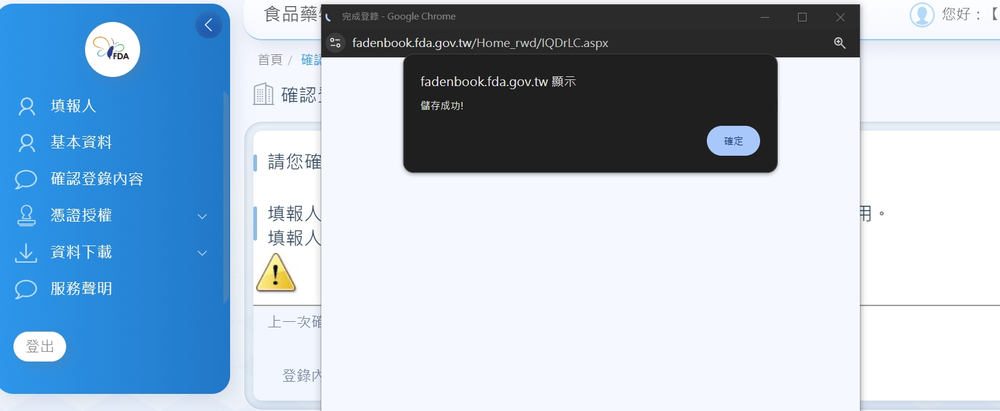 FDA
填報人
基本資料
確認登錄內容
憑證授權
資料下載
服務聲明
登出
食品藥
您好：【
首頁 / 確認
確認
請您確
填報人
用。
填報人
上一次確
登錄內
完成登錄 - Google Chrome
fadenbook.fda.gov.tw/Home_rwd/IQDrLC.aspx
fadenbook.fda.gov.tw 顯示
儲存成功!
確定